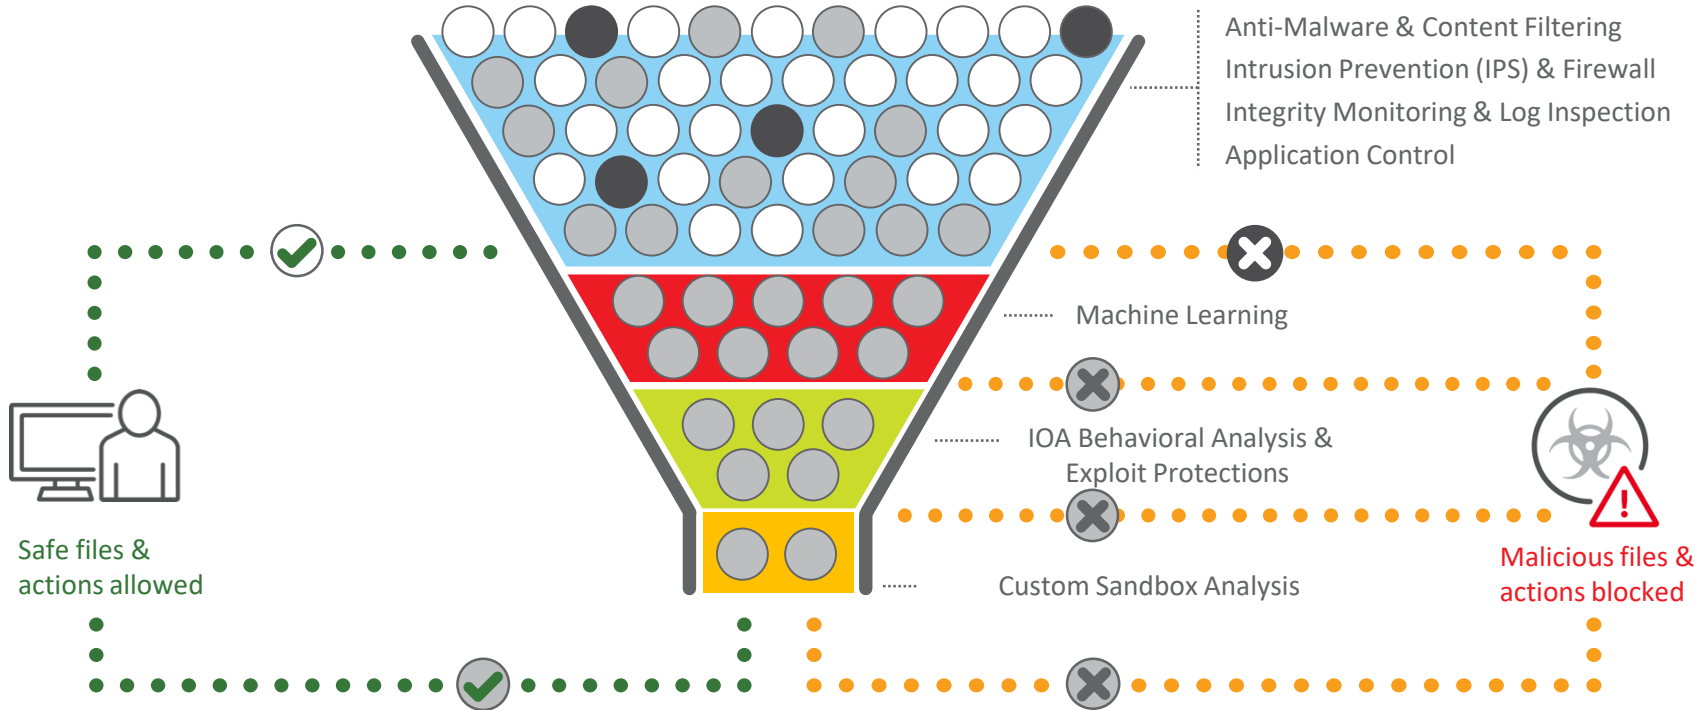 Anti-Malware & Content Filtering
Intrusion Prevention (IPS) & Firewall
Integrity Monitoring & Log Inspection
Application Control
Machine Learning
IOA Behavioral Analysis &
Exploit Protections
Custom Sandbox Analysis
Safe files &
actions allowed
!
Malicious files &
actions blocked